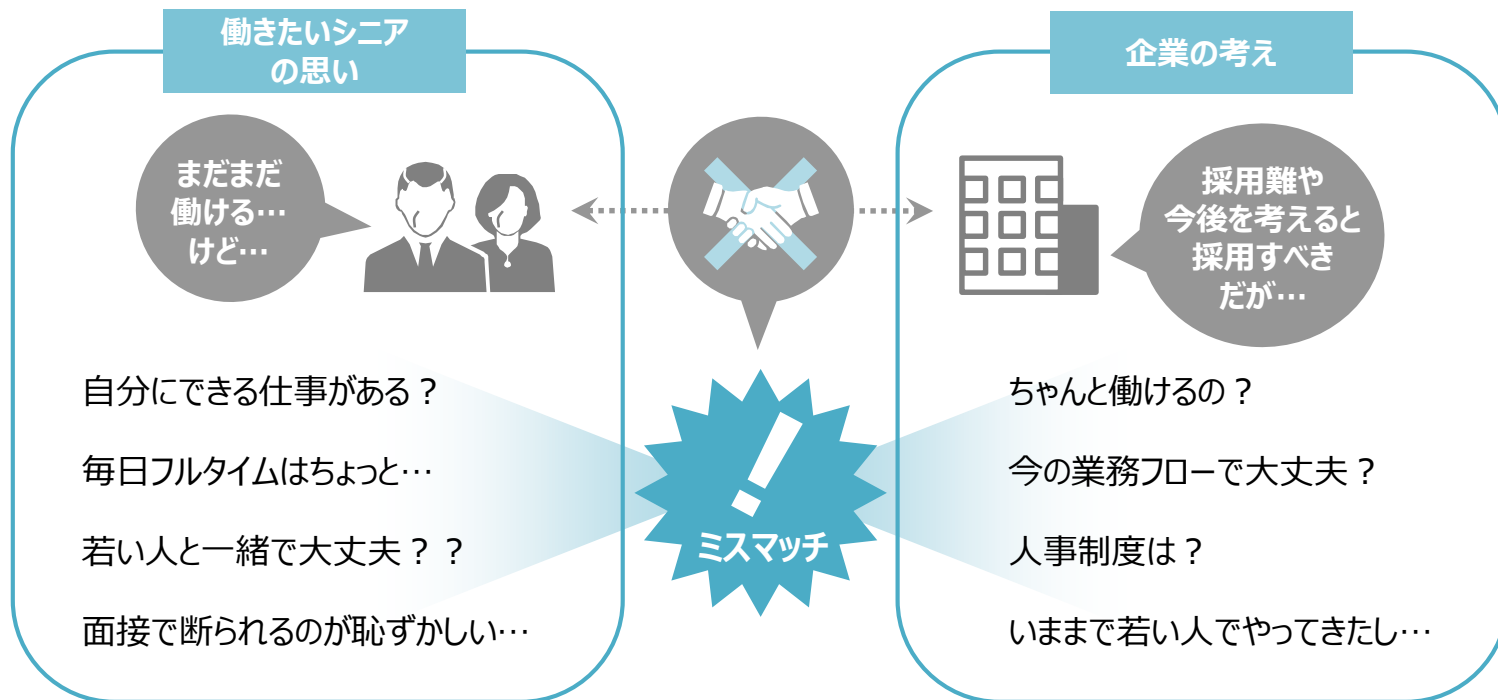 働きたいシニア
の思い
まだまだ
働ける…
けど…
自分にできる仕事がある？
毎日フルタイムはちょっと…
若い人と一緒で大丈夫？？
面接で断られるのが恥ずかしい…
ミスマッチ
企業の考え
採用難や
今後を考えると
採用すべき
だが…
ちゃんと働けるの？
今の業務フローで大丈夫？
人事制度は？
いままで若い人でやってきたし…